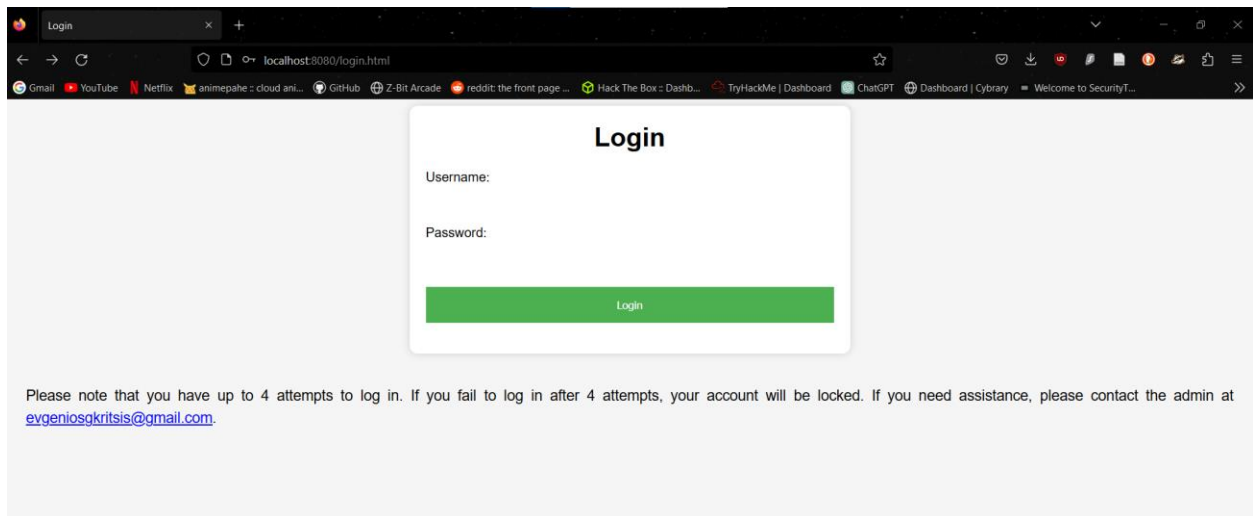 Login
localhost:8080/login.html
Gmail YouTube Netflix animepahe :: cloud ani... GitHub Z-Bit Arcade reddit: the front page ... Hack The Box :: Dashb... TryHackMe | Dashboard ChatGPT Dashboard | Cybrary Welcome to SecurityT...
Login
Username:
Password:
Login
Please note that you have up to 4 attempts to log in. If you fail to log in after 4 attempts, your account will be locked. If you need assistance, please contact the admin at
evgeniosgkritsis@gmail.com.